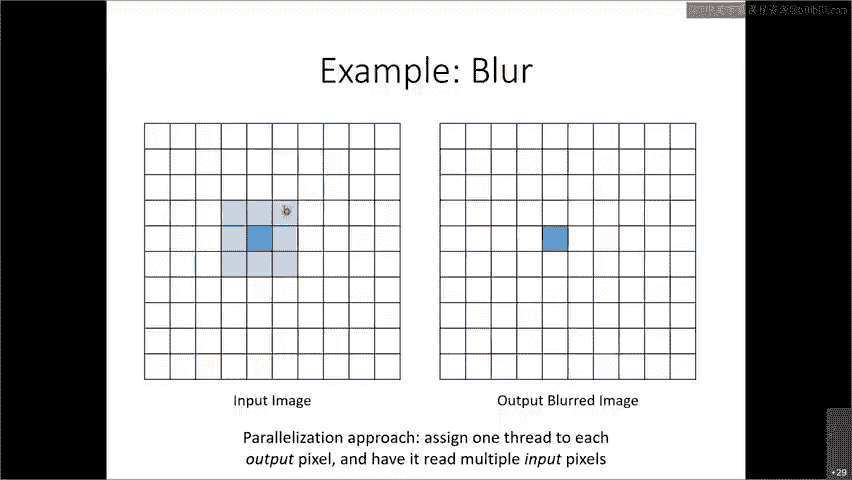 Example: Blur
Input Image
Output Blurred Image
Parallelization approach: assign one thread to each
output pixel, and have it read multiple input pixels
+29